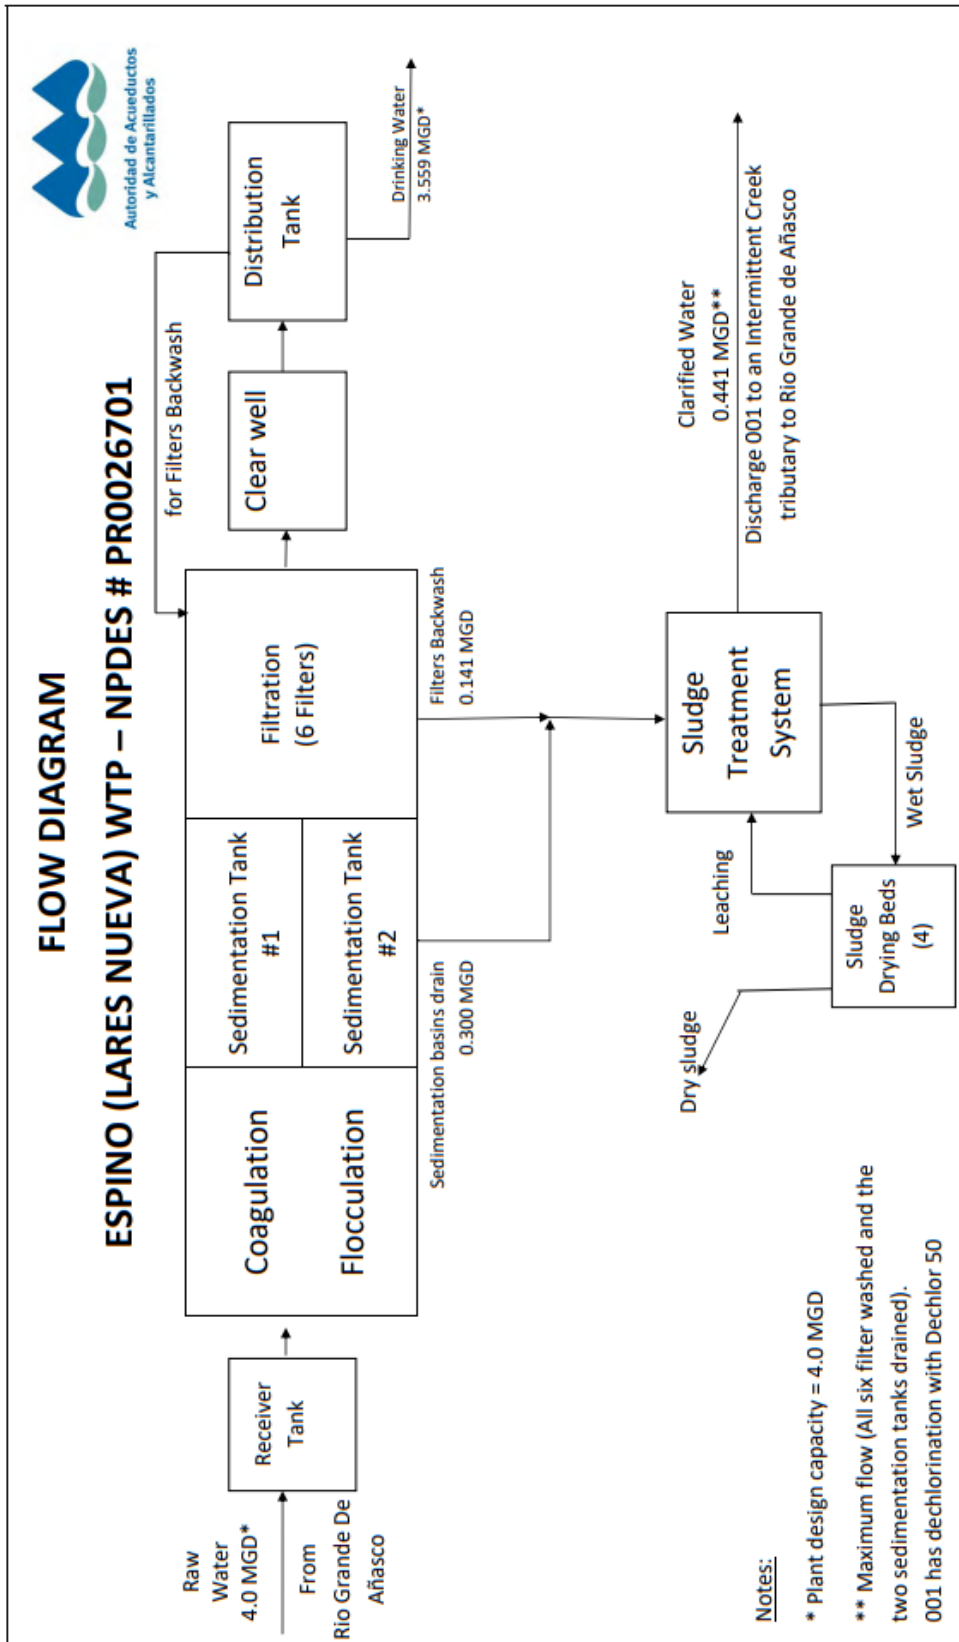 FLOW DIAGRAM
ESPINO (LARES NUEVA) WTP – NPDES # PR0026701
Autoridad de Acueductos
y Alcantarillados
Raw
Water
4.0 MGD*
From
Rio Grande De
Añasco
Receiver
Tank
Coagulation
Flocculation
Sedimentation Tank
#1
Sedimentation Tank
#2
Filtration
(6 Filters)
for Filters Backwash
Clear well
Distribution
Tank
Drinking Water
3.559 MGD*
Sedimentation basins drain
0.300 MGD
Filters Backwash
0.141 MGD
Sludge
Treatment
System
Clarified Water
0.441 MGD**
Discharge 001 to an Intermittent Creek
tributary to Rio Grande de Añasco
Leaching
Wet Sludge
Sludge
Drying Beds
(4)
Dry sludge
Notes:
* Plant design capacity = 4.0 MGD
** Maximum flow (All six filter washed and the
two sedimentation tanks drained).
001 has dechlorination with Dechlor 50